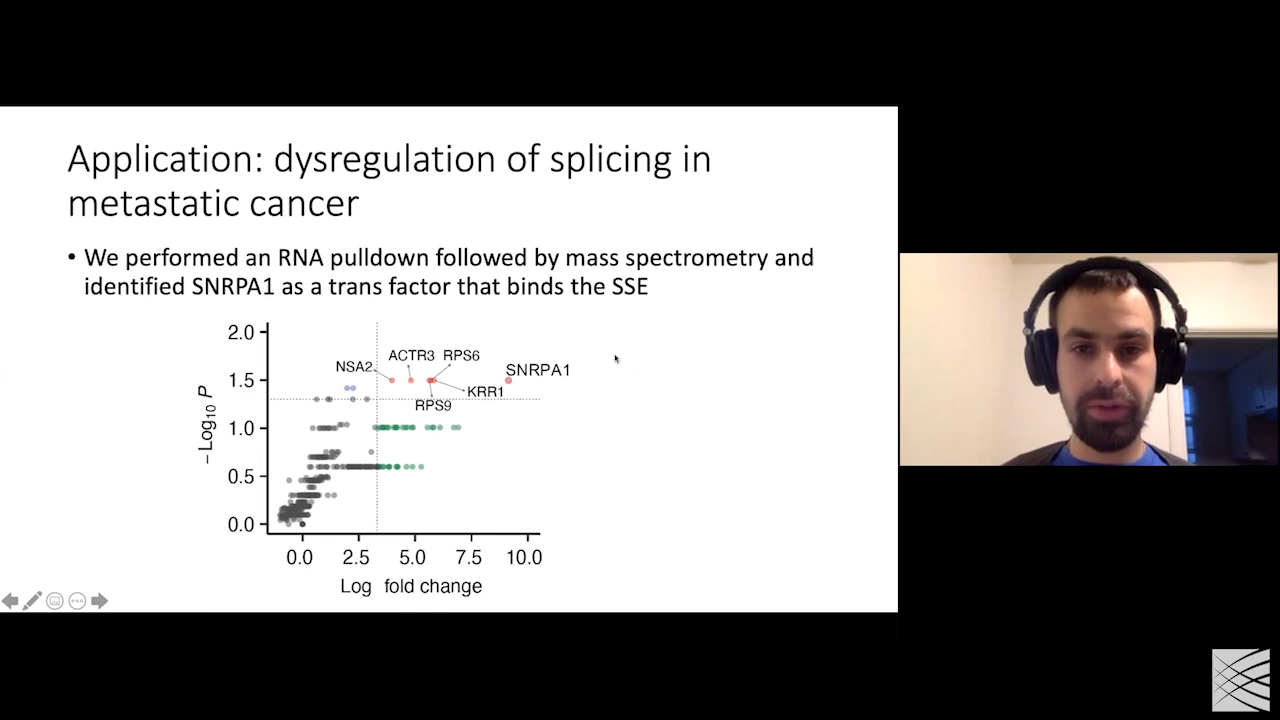 Application: dysregulation of splicing in
metastatic cancer
• We performed an RNA pulldown followed by mass spectrometry and
identified SNRPA1 as a trans factor that binds the SSE
2.0
1.5
1.0
0.5
0.0
−Log10 P
NSA2
ACTR3
RPS6
SNRPA1
KRR1
RPS9
0.0 2.5 5.0 7.5 10.0
Log fold change